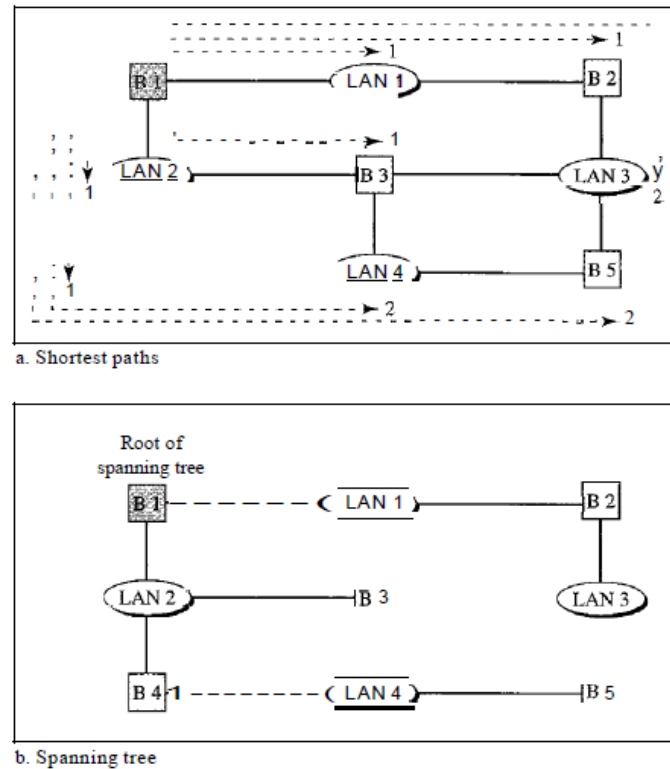 1
1
B 1 LAN 1 B 2
1
LAN 2 B 3 LAN 3 y
1 2
LAN 4 B 5
1
2
2
a. Shortest paths
Root of
spanning tree
B 1 LAN 1 B 2
LAN 2 B 3 LAN 3
B 4 1 LAN 4 B 5
b. Spanning tree